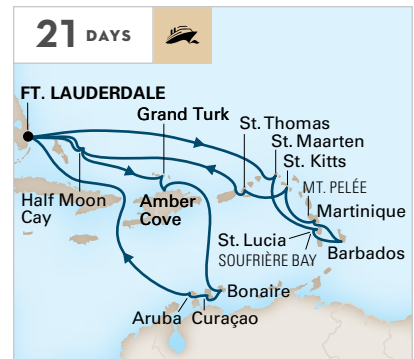 21 DAYS
FT. LAUDERDALE
Grand Turk
St. Thomas
St. Maarten
St. Kitts
MT. PELÉE
Half Moon
Cay
Amber
Cove
Martinique
St. Lucia
SOUFRIÈRE BAY
Barbados
Bonaire
Aruba
Curaçao